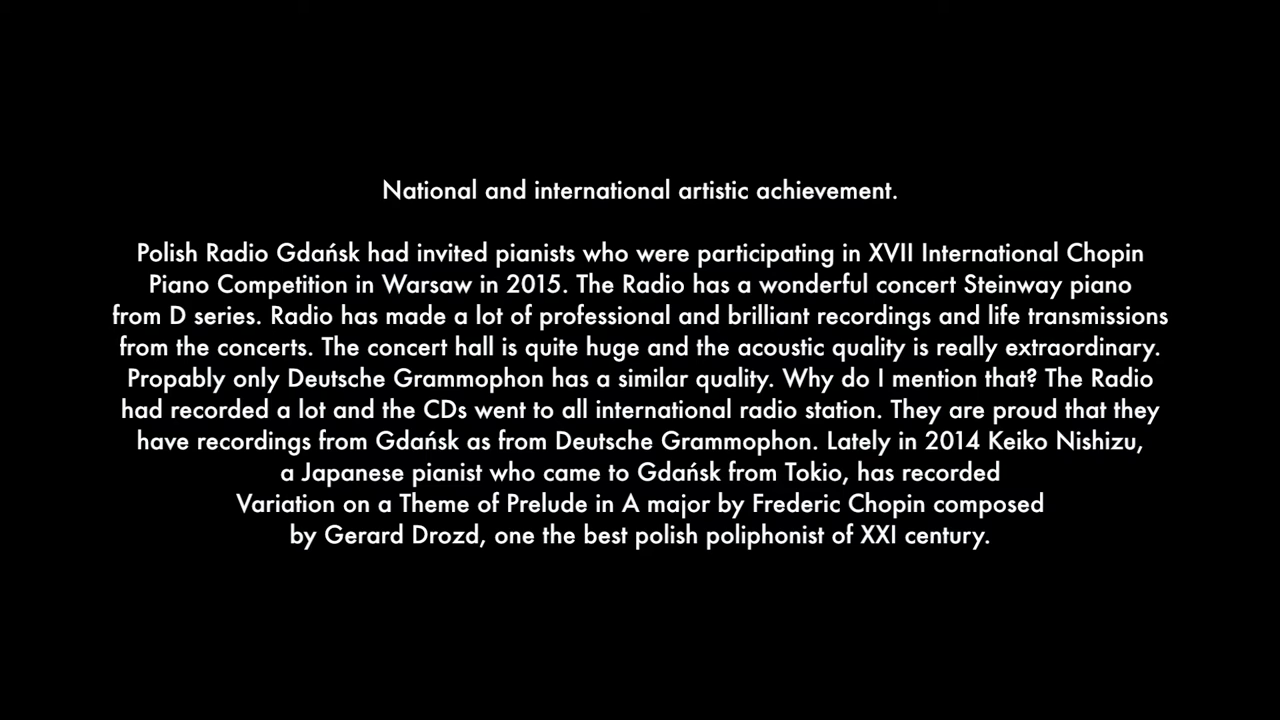 National and international artistic achievement.
Polish Radio Gdańsk had invited pianists who were participating in XVII International Chopin
Piano Competition in Warsaw in 2015. The Radio has a wonderful concert Steinway piano
from D series. Radio has made a lot of professional and brilliant recordings and life transmissions
from the concerts. The concert hall is quite huge and the acoustic quality is really extraordinary.
Propably only Deutsche Grammophon has a similar quality. Why do I mention that? The Radio
had recorded a lot and the CDs went to all international radio station. They are proud that they
have recordings from Gdańsk as from Deutsche Grammophon. Lately in 2014 Keiko Nishizu,
a Japanese pianist who came to Gdańsk from Tokio, has recorded
Variation on a Theme of Prelude in A major by Frederic Chopin composed
by Gerard Drozd, one the best polish poliphonist of XXI century.